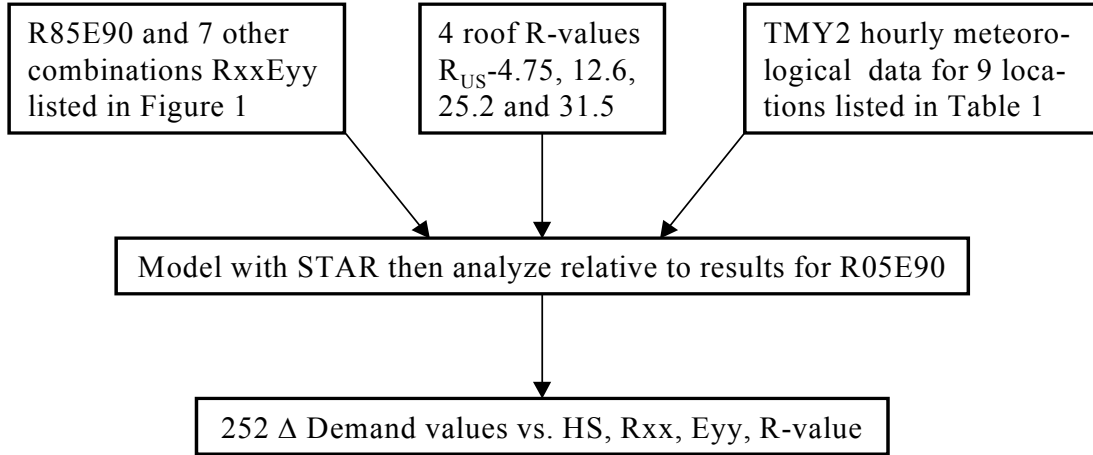 R85E90 and 7 other
combinations RxxEyy
listed in Figure 1
4 roof R-values
R_US-4.75, 12.6,
25.2 and 31.5
TMY2 hourly meteoro-
logical data for 9 loca-
tions listed in Table 1
Model with STAR then analyze relative to results for R05E90
252 Δ Demand values vs. HS, Rxx, Eyy, R-value